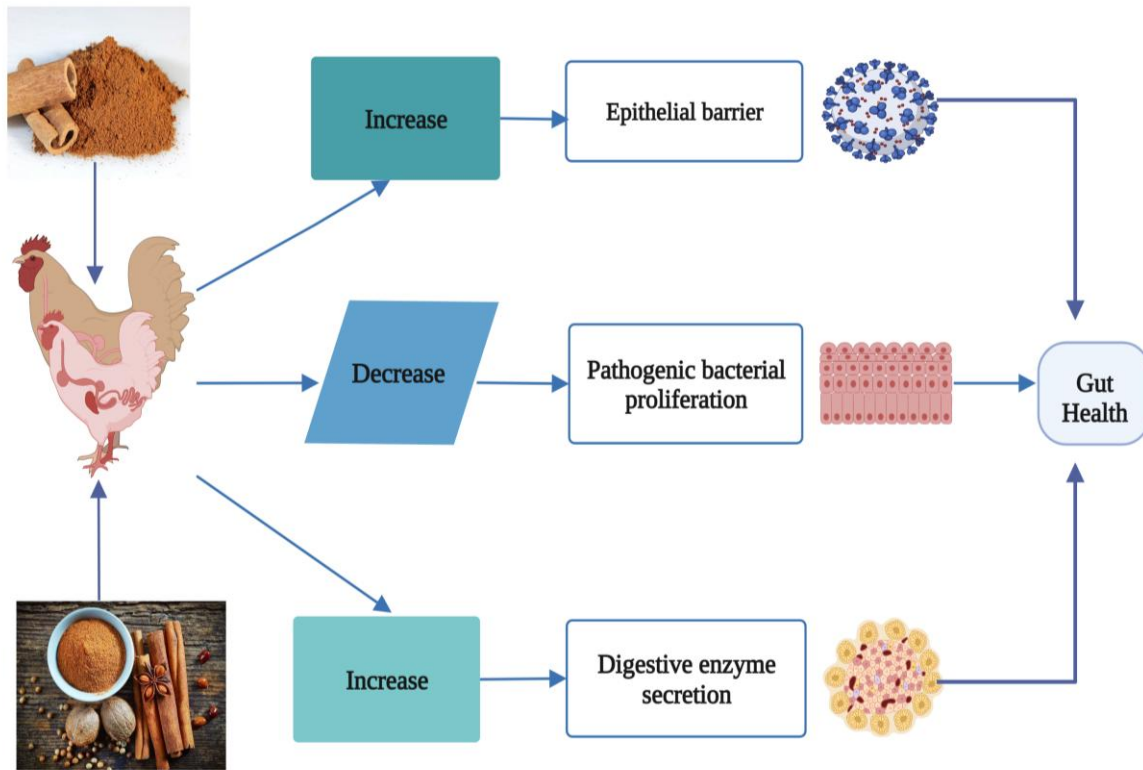 Increase
Epithelial barrier
Decrease
Pathogenic bacterial
proliferation
Gut
Health
Increase
Digestive enzyme
secretion